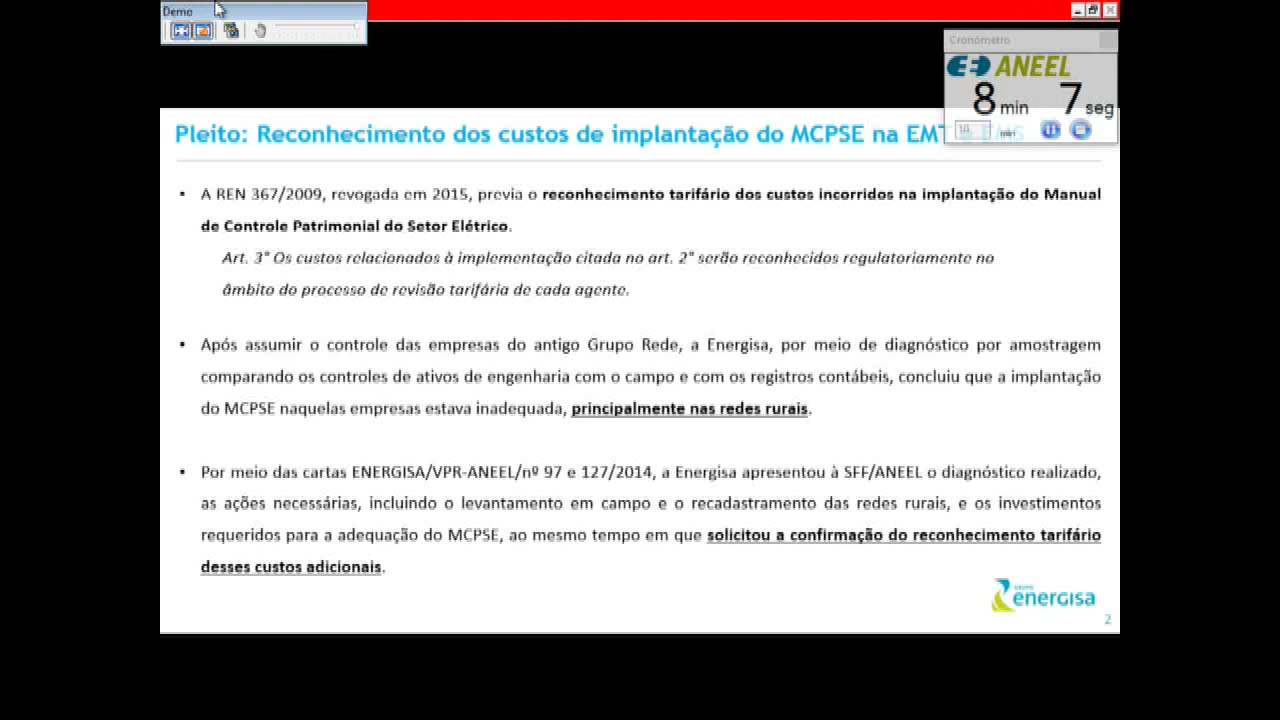 Demo
Cronómetro
ANEEL
8 min 7 seg
min
Pleito: Reconhecimento dos custos de implantação do MCPSE na EMT
• A REN 367/2009, revogada em 2015, previa o reconhecimento tarifário dos custos incorridos na implantação do Manual
de Controle Patrimonial do Setor Elétrico.
Art. 3° Os custos relacionados à implementação citada no art. 2° serão reconhecidos regulatoriamente no
âmbito do processo de revisão tarifária de cada agente.
• Após assumir o controle das empresas do antigo Grupo Rede, a Energisa, por meio de diagnóstico por amostragem
comparando os controles de ativos de engenharia com o campo e com os registros contábeis, concluiu que a implantação
do MCPSE naquelas empresas estava inadequada, principalmente nas redes rurais.
• Por meio das cartas ENERGISA/VPR-ANEEL/nº 97 e 127/2014, a Energisa apresentou à SFF/ANEEL o diagnóstico realizado,
as ações necessárias, incluindo o levantamento em campo e o recadastramento das redes rurais, e os investimentos
requeridos para a adequação do MCPSE, ao mesmo tempo em que solicitou a confirmação do reconhecimento tarifário
desses custos adicionais.
GRUPO
energisa
2